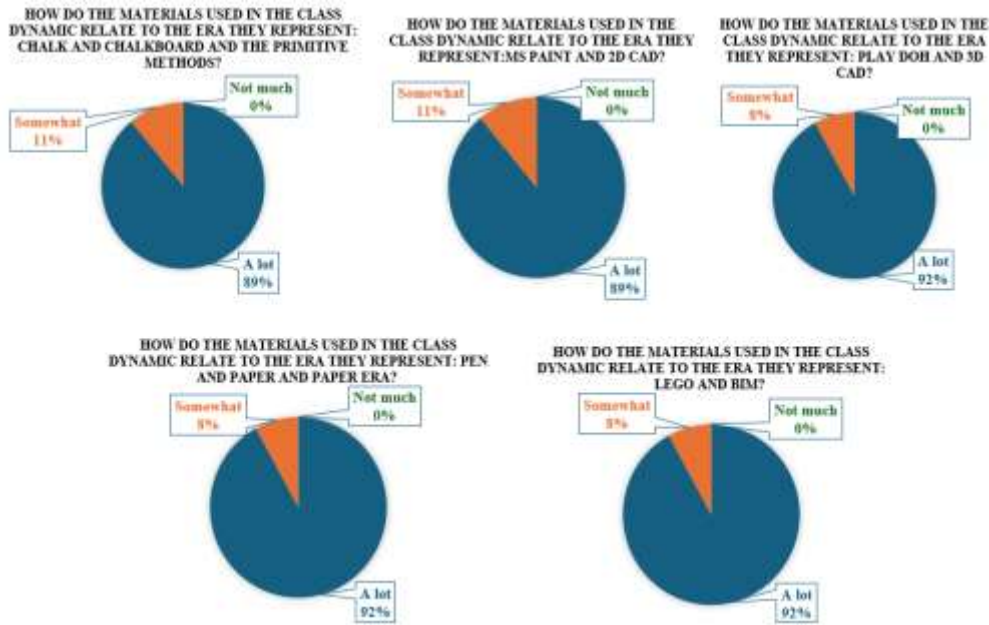 HOW DO THE MATERIALS USED IN THE CLASS
DYNAMIC RELATE TO THE ERA THEY REPRESENT:
CHALK AND CHALKBOARD AND THE PRIMITIVE
METHODS?
Not much
0%
Somewhat
11%
A lot
89%
HOW DO THE MATERIALS USED IN THE
CLASS DYNAMIC RELATE TO THE ERA THEY
REPRESENT:MS PAINT AND 2D CAD?
Somewhat
11%
Not much
0%
A lot
89%
HOW DO THE MATERIALS USED IN THE
CLASS DYNAMIC RELATE TO THE ERA
THEY REPRESENT: PLAY DOH AND 3D
CAD?
Somewhat
8%
Not much
0%
A lot
92%
HOW DO THE MATERIALS USED IN THE CLASS
DYNAMIC RELATE TO THE ERA THEY REPRESENT: PEN
AND PAPER AND PAPER ERA?
Somewhat
8%
Not much
0%
A lot
92%
HOW DO THE MATERIALS USED IN THE CLASS
DYNAMIC RELATE TO THE ERA THEY REPRESENT:
LEGO AND BIM?
Somewhat
8%
Not much
0%
A lot
92%